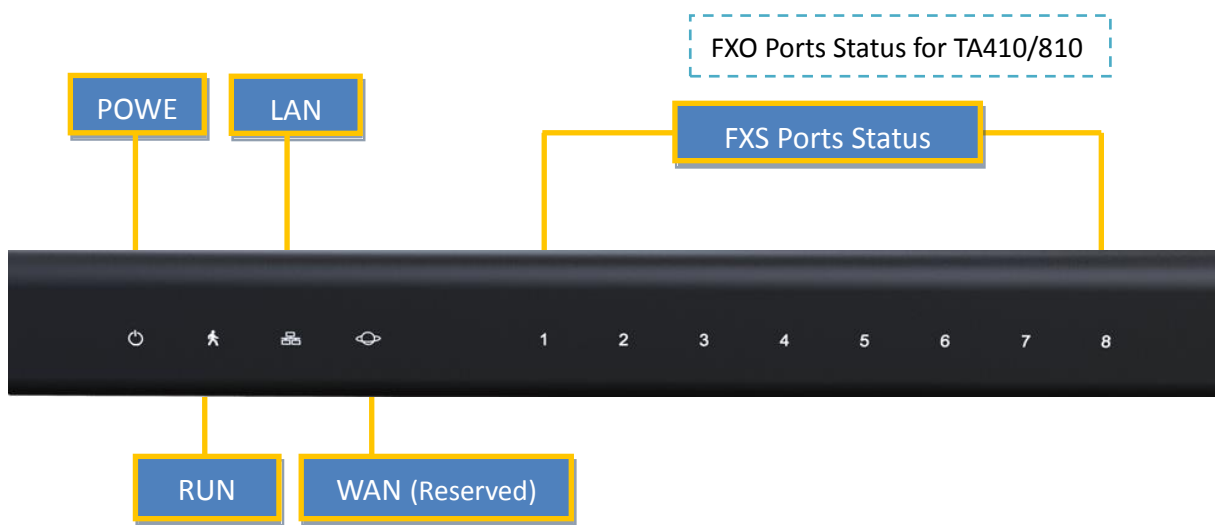 FXO Ports Status for TA410/810
POWE
LAN
FXS Ports Status
1 2 3 4 5 6 7 8
RUN
WAN (Reserved)